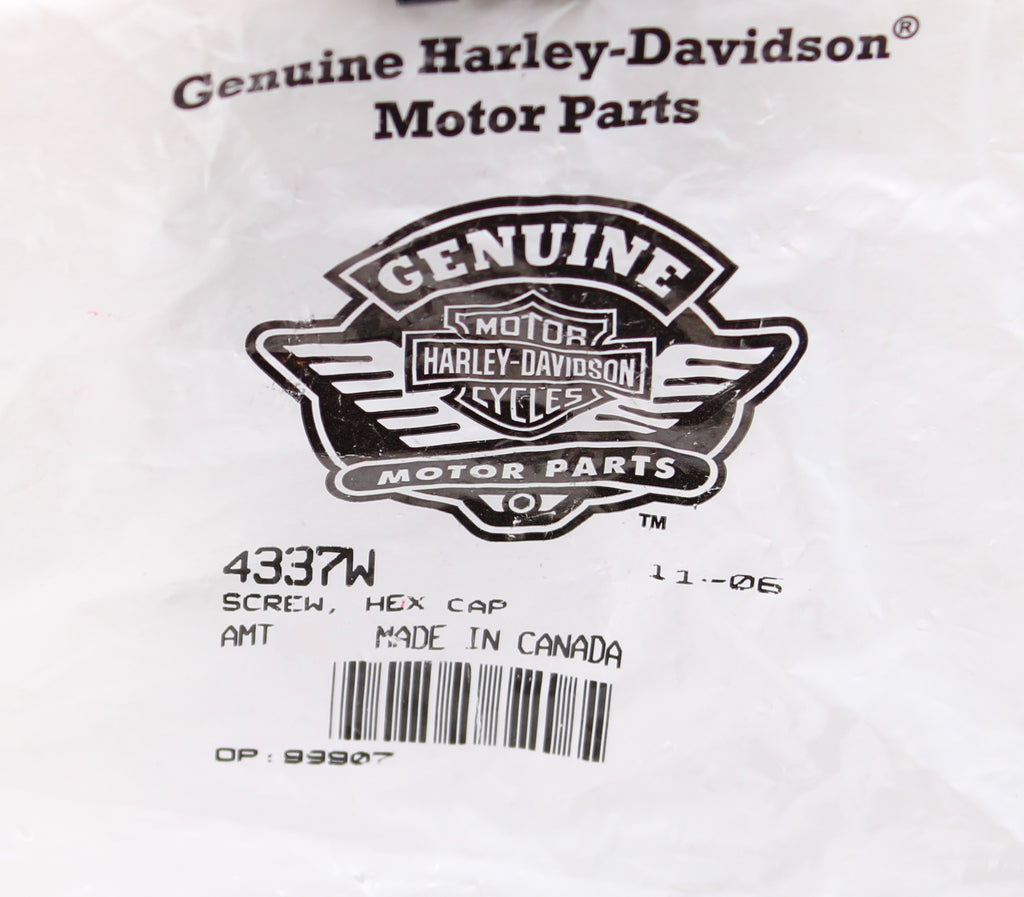 Genuine Harley-Davidson®
Motor Parts
GENUINE
MOTOR
HARLEY-DAVIDSON
CYCLES
MOTOR PARTS
TM
4337W 11-06
SCREW, HEX CAP
AMT MADE IN CANADA
OP: 99907